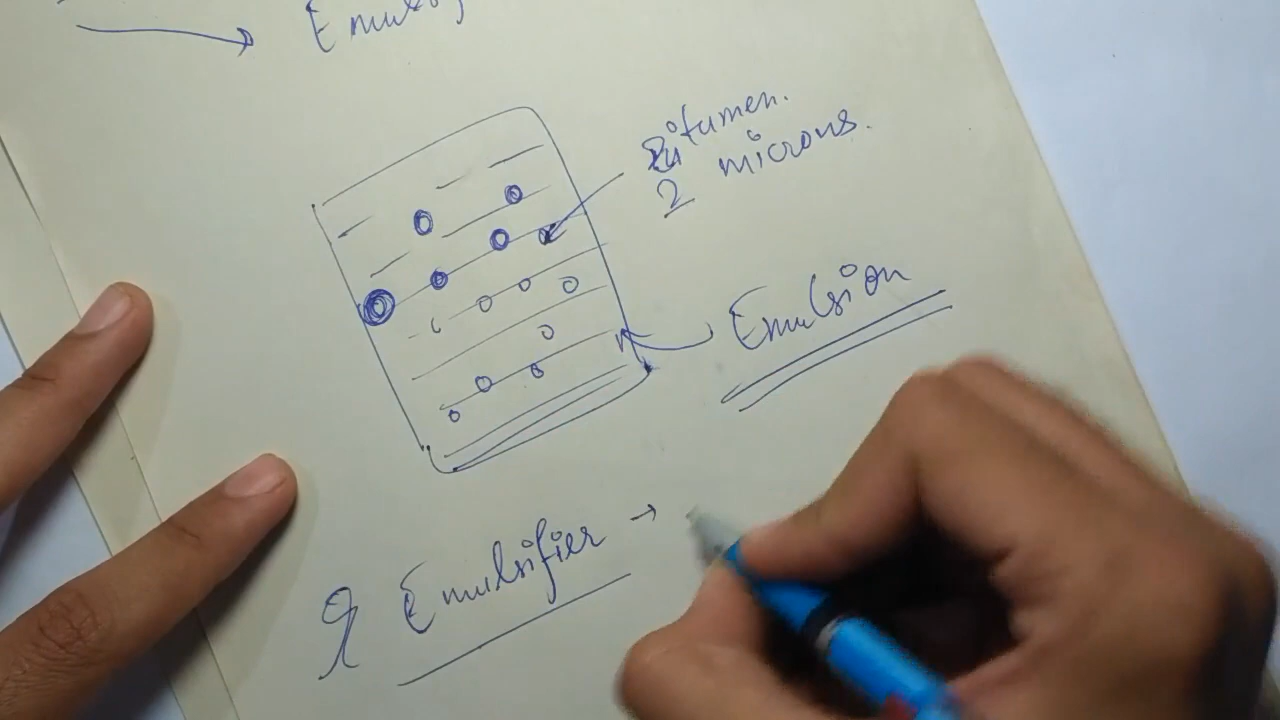 Bitumen.
2 microns.
Emulsion
Emulsifier →